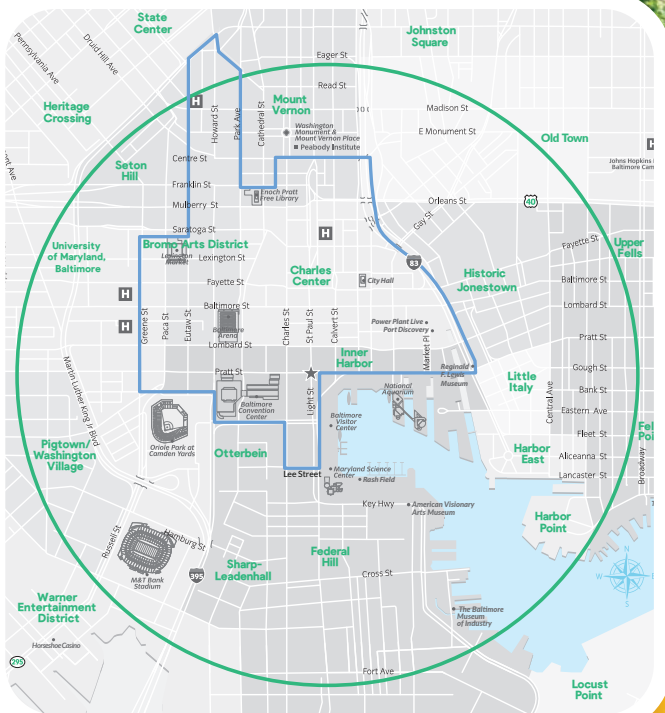 State
Center
Johnston
Square
Pennsylvania Ave
Druid Hill Ave
Eager St
Read St
Heritage
Crossing
H
Howard St
Park Ave
Cathedral St
Mount
Vernon
Madison St
Washington
Monument &
Mount Vernon Place
E Monument St
Old Town
Peabody Institute
H
Johns Hopkins
Baltimore Cam
Centre St
Seton
Hill
Franklin St
Enoch Pratt
Free Library
Orleans St
40
Mulberry St
Gay St
Saratoga St
H
University
of Maryland,
Baltimore
Bromo Arts District
Lexington
Market
Lexington St
Fayette St
Upper
Fells
83
Charles
Center
Historic
Jonestown
City Hall
Fayette St
Baltimore St
H
Baltimore St
Lombard St
Greene St
Paca St
Eutaw St
Baltimore
Arena
Charles St
St Paul St
Calvert St
Power Plant Live
Port Discovery
H
Market Pl
Pratt St
Lombard St
Inner
Harbor
Reginald
F. Lewis
Museum
Gough St
Martin Luther King Jr Blvd
Pratt St
Little
Italy
Bank St
National
Aquarium
Central Ave
Baltimore
Convention
Center
Light St
Eastern Ave
Baltimore
Visitor
Center
Fleet St
Oriole Park at
Camden Yards
Pigtown/
Washington
Village
Otterbein
Harbor
East
Aliceanna St
Broadway
Lee Street
Maryland Science
Center
Rash Field
Lancaster St
Key Hwy
American Visionary
Arts Museum
Harbor
Point
Russell St
Hamburg St
Federal
Hill
N
W
E
S
M&T Bank
Stadium
395
Sharp-
Leadenhall
Cross St
Warner
Entertainment
District
The Baltimore
Museum
of Industry
Horseshoe Casino
295
Fort Ave
Locust
Point